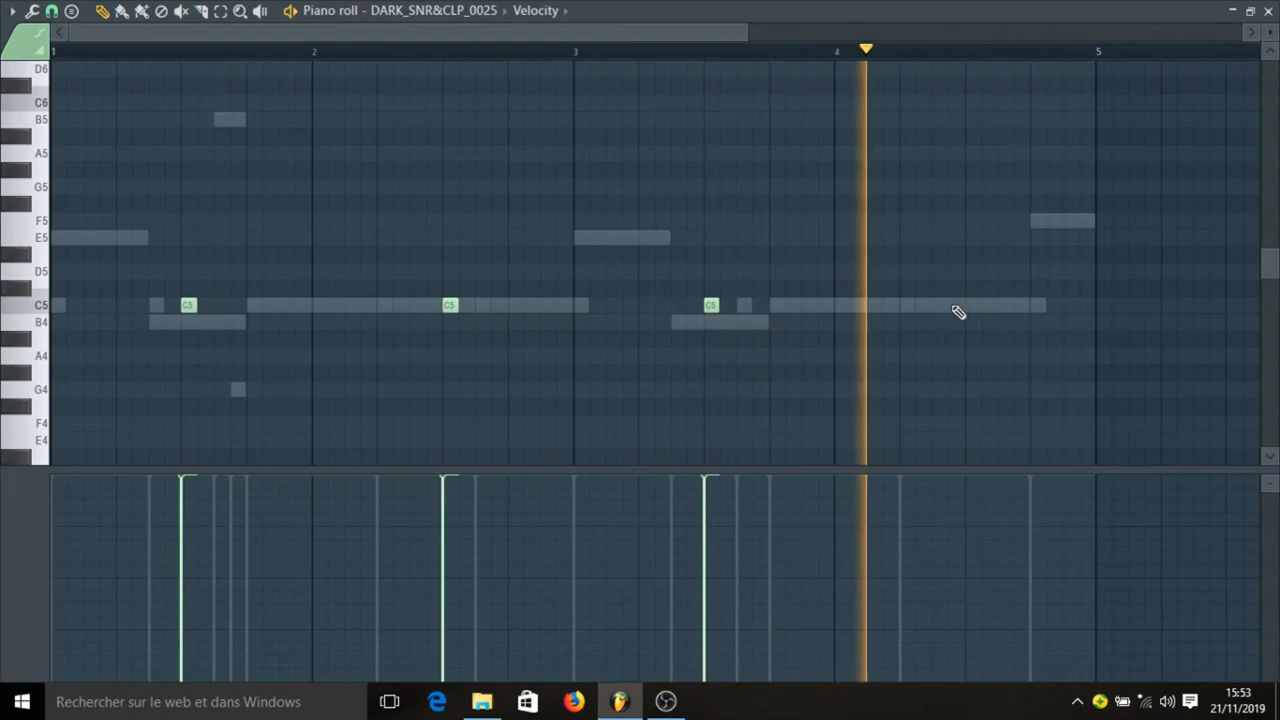 Piano roll - DARK_SNR&CLP_0025 Velocity
1 2 3 4 5
D6
C6
B5
A5
G5
F5
E5
D5
C5 C5 C5 C5
B4
A4
G4
F4
E4
Rechercher sur le web et dans Windows
15:53
21/11/2019